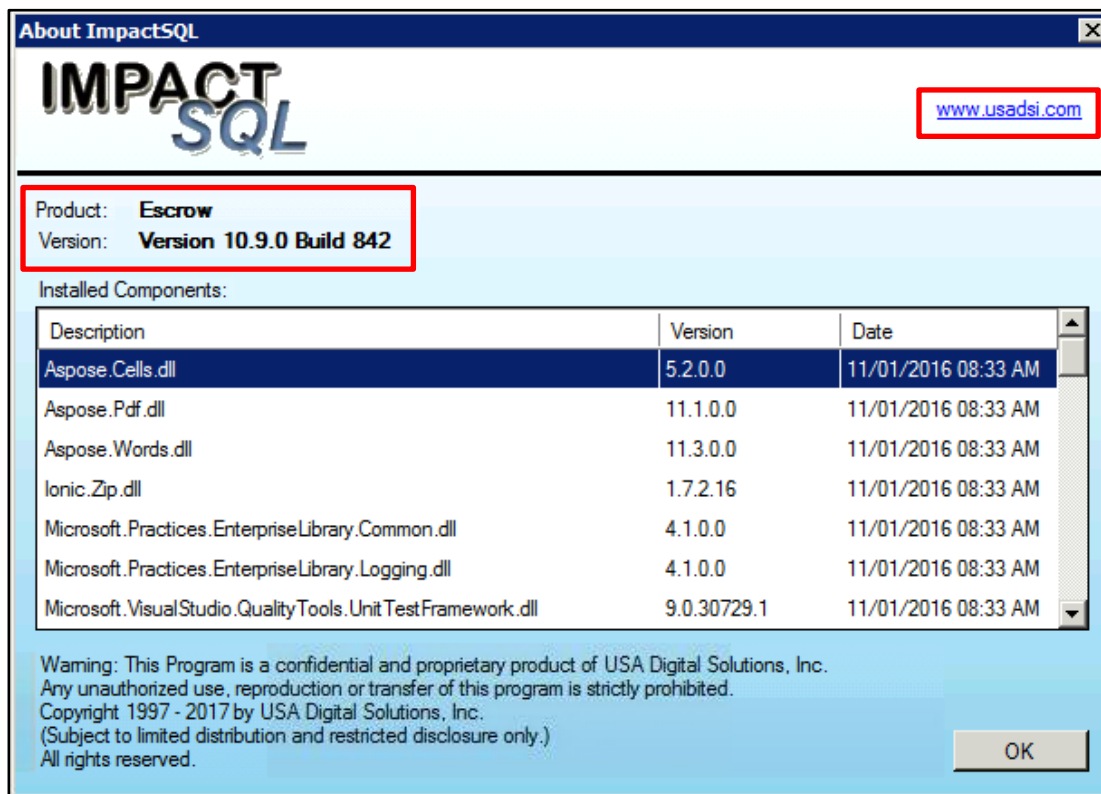 About ImpactSQL
IMPACT
SQL
www.usadsi.com
Product: Escrow
Version: Version 10.9.0 Build 842
Installed Components:
Description Version Date
Aspose.Cells.dll 5.2.0.0 11/01/2016 08:33 AM
Aspose.Pdf.dll 11.1.0.0 11/01/2016 08:33 AM
Aspose.Words.dll 11.3.0.0 11/01/2016 08:33 AM
Ionic.Zip.dll 1.7.2.16 11/01/2016 08:33 AM
Microsoft.Practices.EnterpriseLibrary.Common.dll 4.1.0.0 11/01/2016 08:33 AM
Microsoft.Practices.EnterpriseLibrary.Logging.dll 4.1.0.0 11/01/2016 08:33 AM
Microsoft.VisualStudio.QualityTools.UnitTestFramework.dll 9.0.30729.1 11/01/2016 08:33 AM
Warning: This Program is a confidential and proprietary product of USA Digital Solutions, Inc.
Any unauthorized use, reproduction or transfer of this program is strictly prohibited.
Copyright 1997 - 2017 by USA Digital Solutions, Inc.
(Subject to limited distribution and restricted disclosure only.)
All rights reserved.
OK